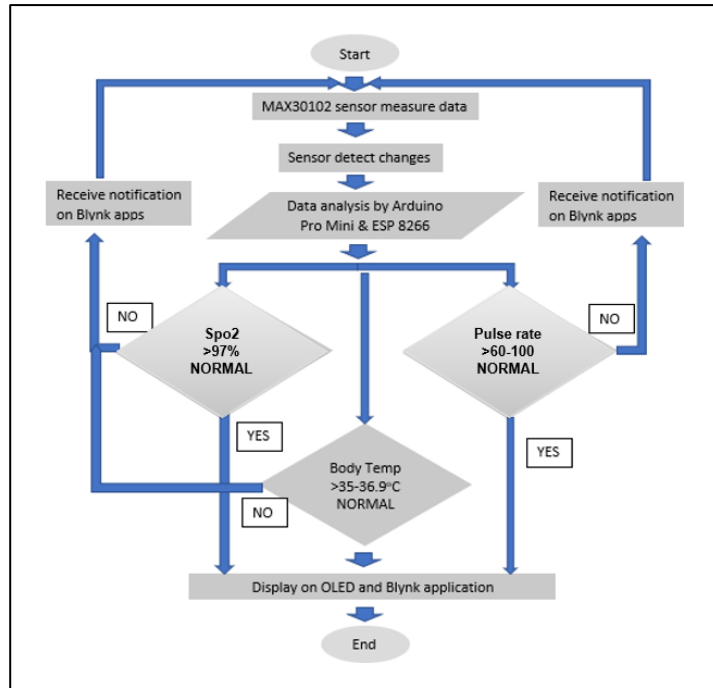 Start
MAX30102 sensor measure data
Sensor detect changes
Receive notification
on Blynk apps
Data analysis by Arduino
Pro Mini & ESP 8266
Receive notification
on Blynk apps
NO
Spo2
>97%
NORMAL
Pulse rate
>60-100
NORMAL
NO
YES
YES
Body Temp
>35-36.9°C
NORMAL
NO
Display on OLED and Blynk application
End